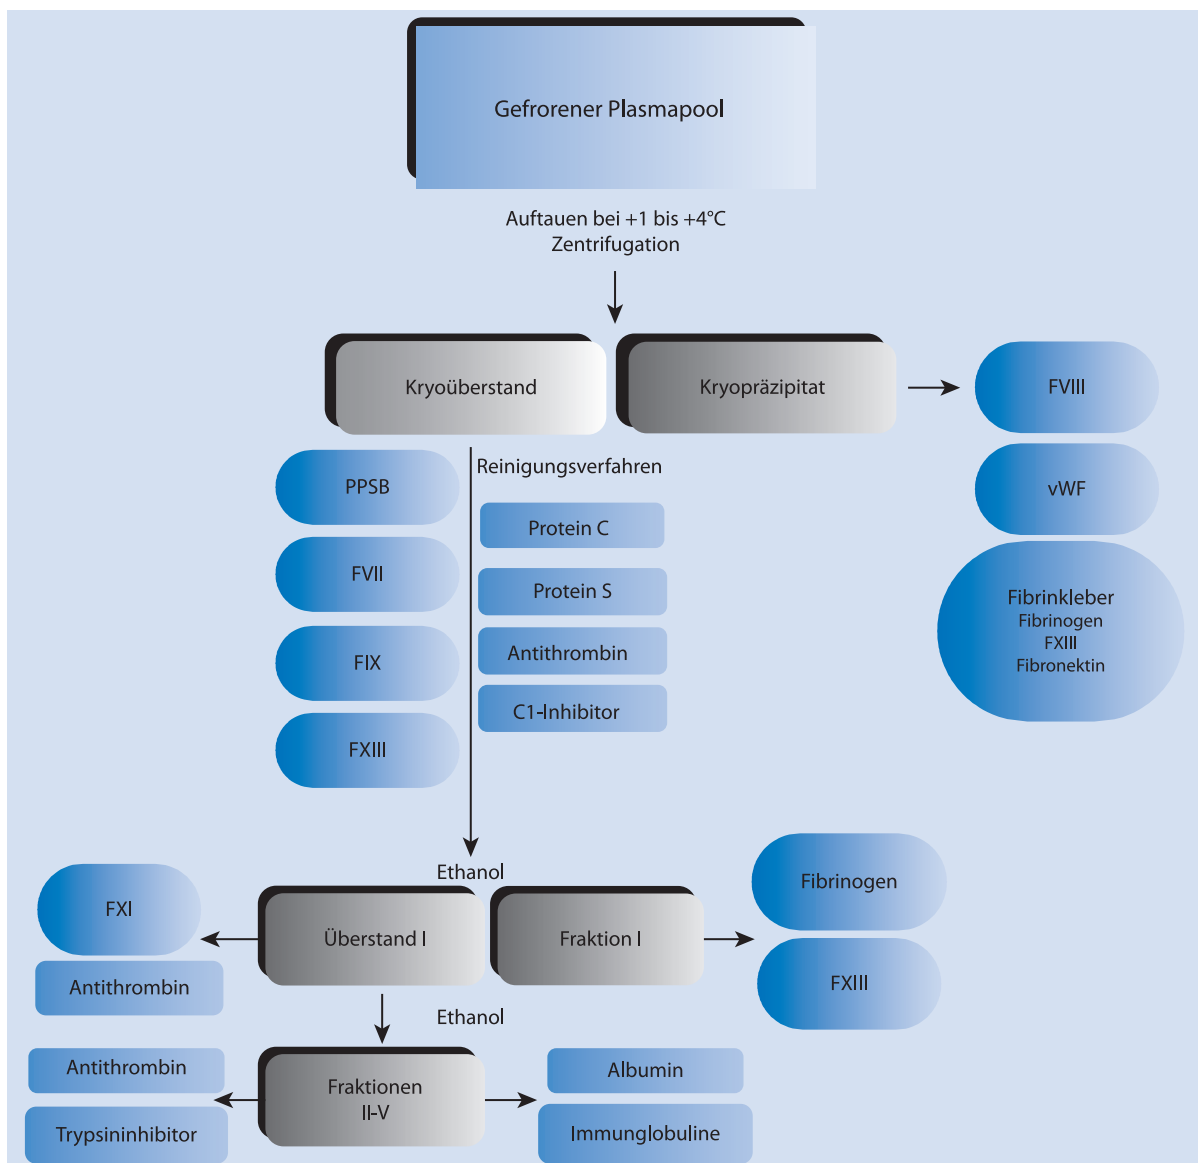 Gefrorener Plasmapool
Auftauen bei +1 bis +4°C
Zentrifugation
Kryoüberstand
Kryopräzipitat
FVIII
vWF
Fibrinkleber
Fibrinogen
FXIII
Fibronektin
Reinigungsverfahren
PPSB
FVII
FIX
FXIII
Protein C
Protein S
Antithrombin
C1-Inhibitor
Ethanol
FXI
Antithrombin
Überstand I
Fraktion I
Fibrinogen
FXIII
Ethanol
Antithrombin
Trypsininhibitor
Fraktionen
II-V
Albumin
Immunglobuline